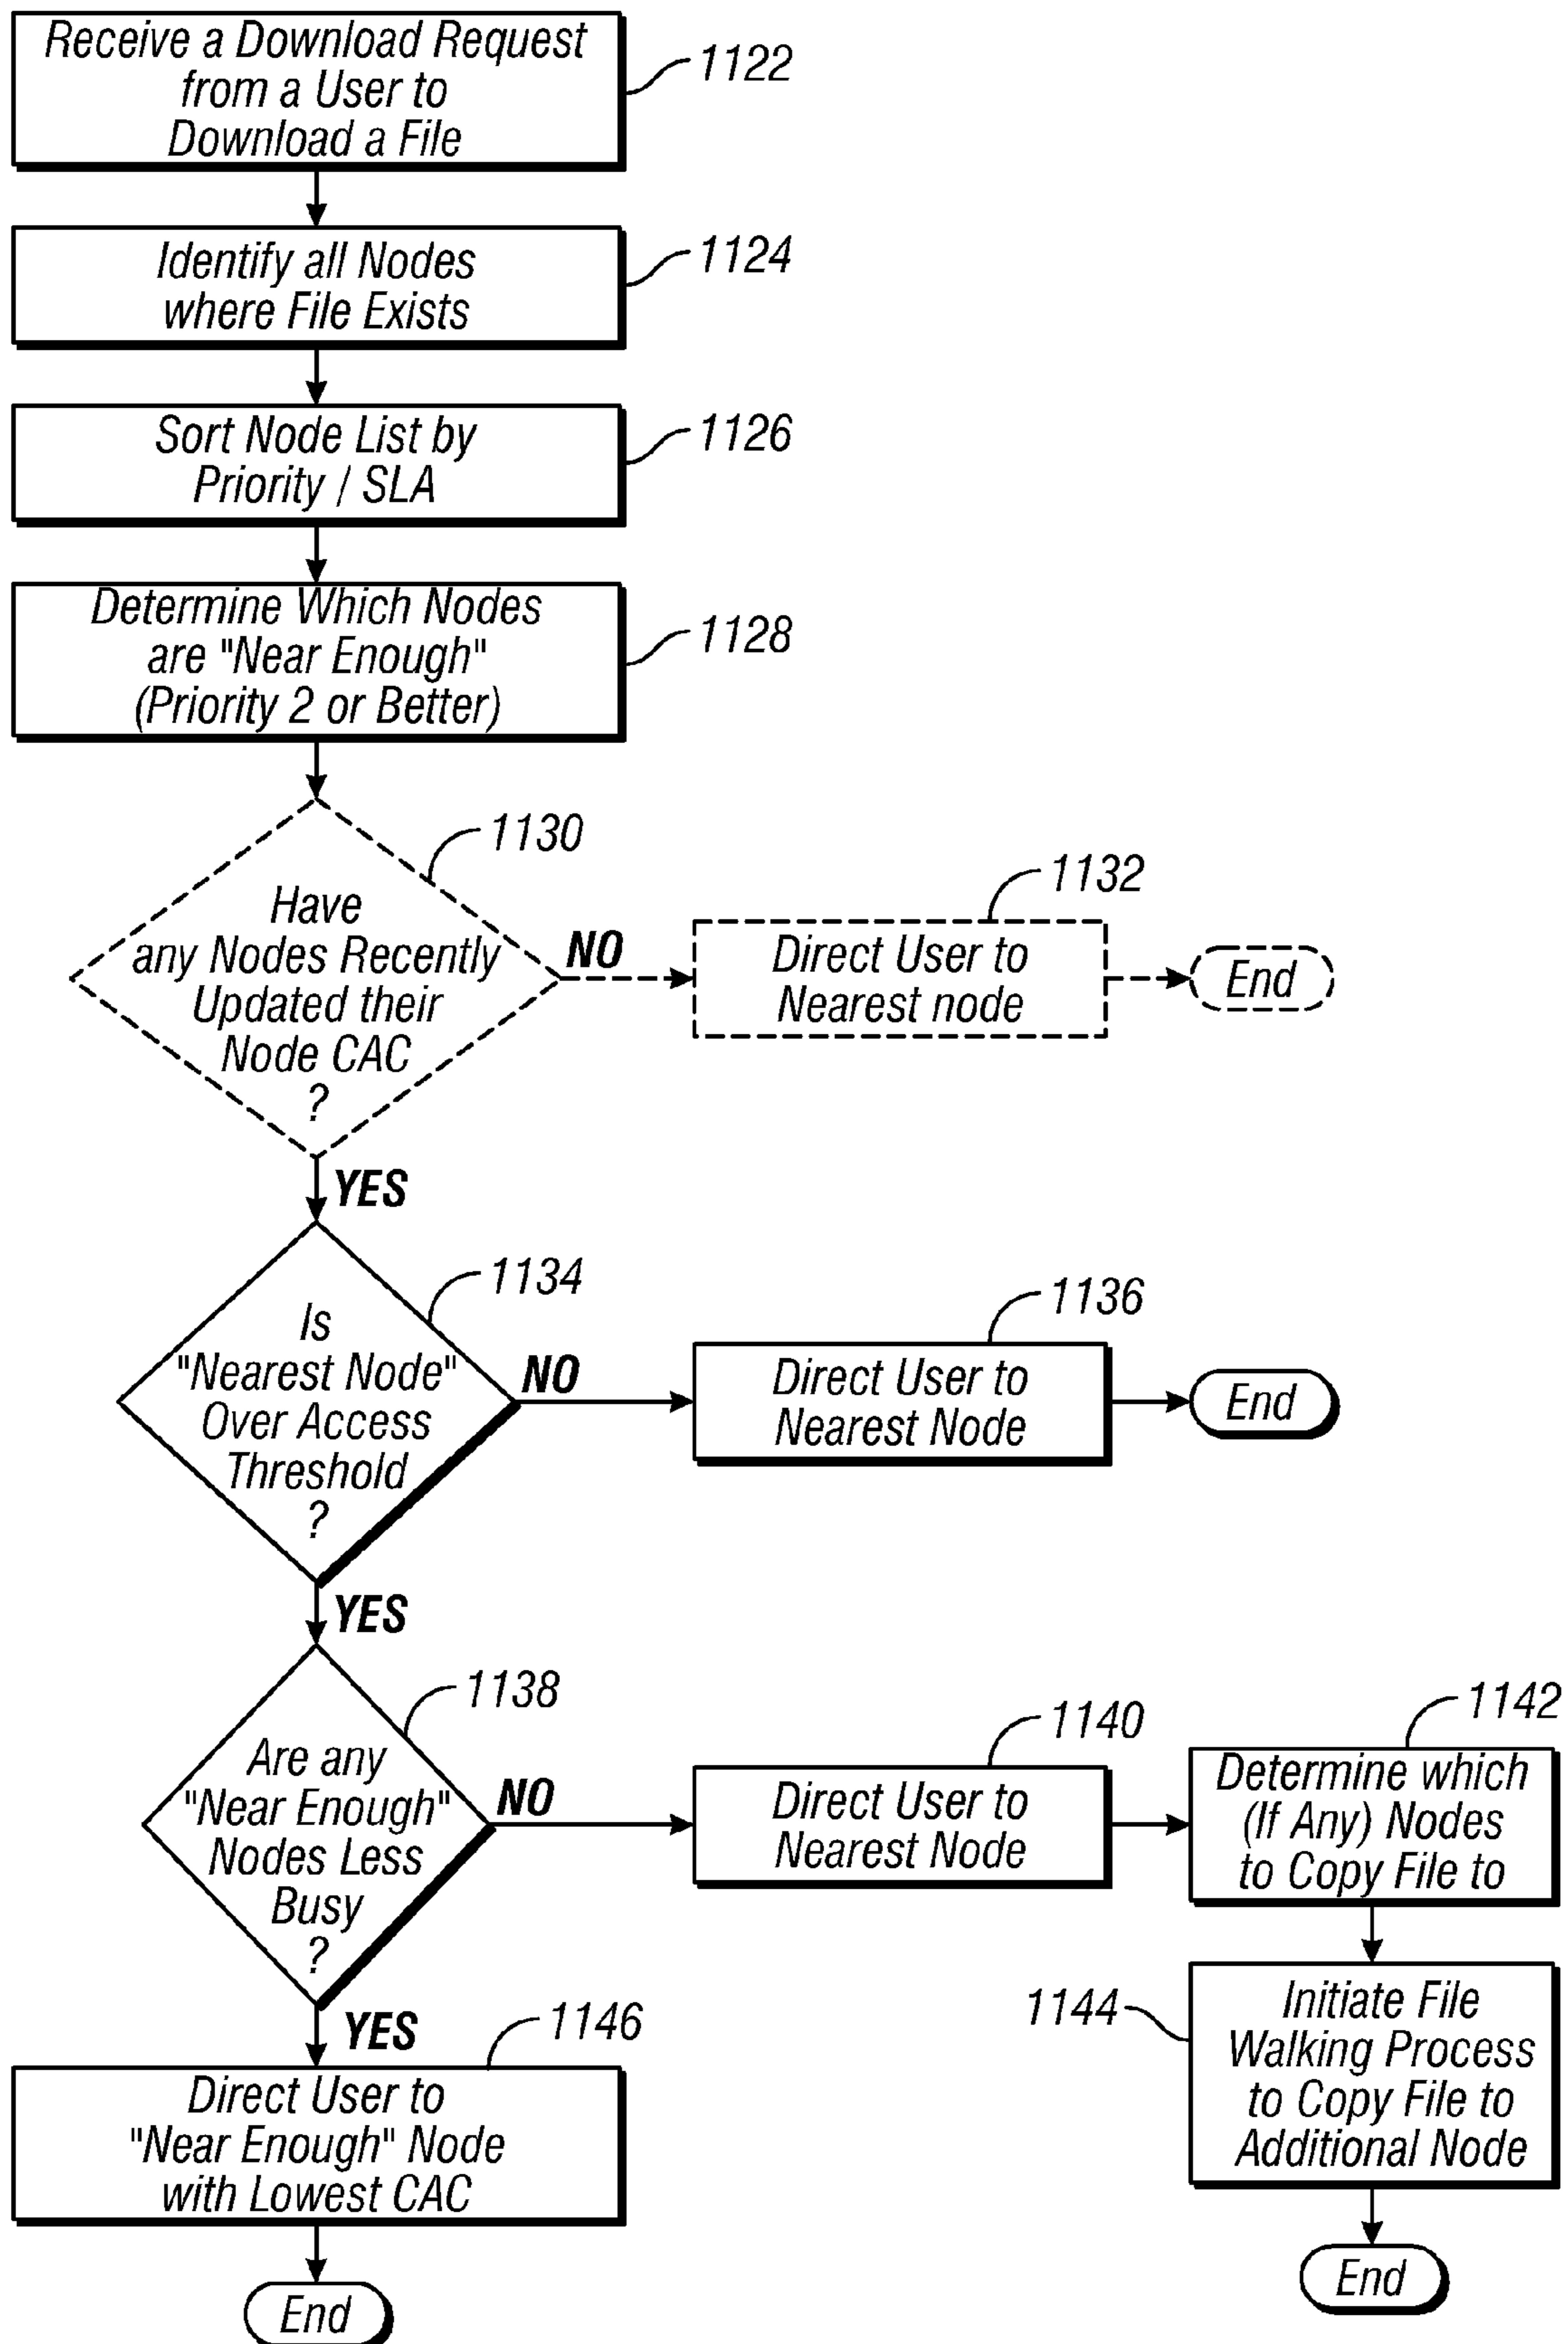 Receive a Download Request
from a User to
Download a File
1122
Identify all Nodes
where File Exists
1124
Sort Node List by
Priority / SLA
1126
Determine Which Nodes
are "Near Enough"
(Priority 2 or Better)
1128
1130
Have
any Nodes Recently
Updated their
Node CAC
?
NO
1132
Direct User to
Nearest node
End
YES
1134
Is
"Nearest Node"
Over Access
Threshold
?
NO
1136
Direct User to
Nearest Node
End
YES
1138
Are any
"Near Enough"
Nodes Less
Busy
?
NO
1140
Direct User to
Nearest Node
1142
Determine which
(If Any) Nodes
to Copy File to
1144
Initiate File
Walking Process
to Copy File to
Additional Node
End
YES
1146
Direct User to
"Near Enough" Node
with Lowest CAC
End